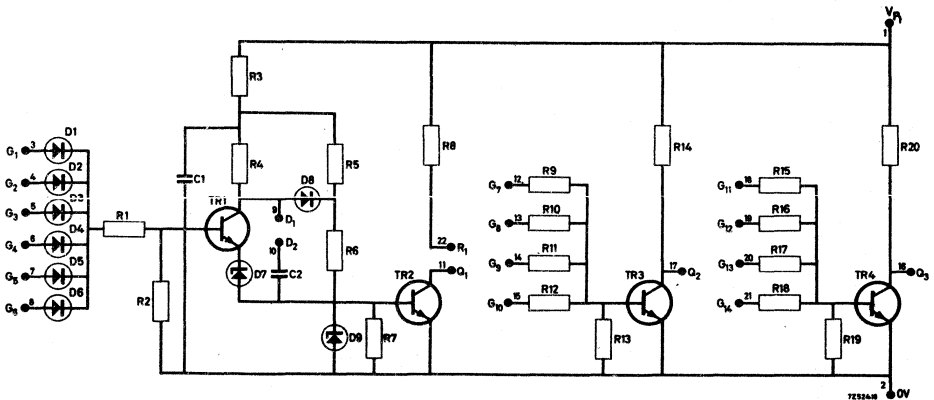 Vp1
1
R3
D1
G1 3
R8
R14
R20
D2
G2 4
C1
R4
R5
D3
G3 5
D8
G7 12 R9
G11 18 R15
R1
TR1
9 D1
G8 13 R10
G12 19 R16
D4
G4 6
10 D2
R6
22 R1
G9 14 R11
G13 20 R17
D5
G5 7
D7
C2
TR2
11 Q1
TR3
17 Q2
TR4
16 Q3
D6
G6 8
R2
G10 15 R12
G14 21 R18
D9
R7
R13
R19
2
0V
7Z52416